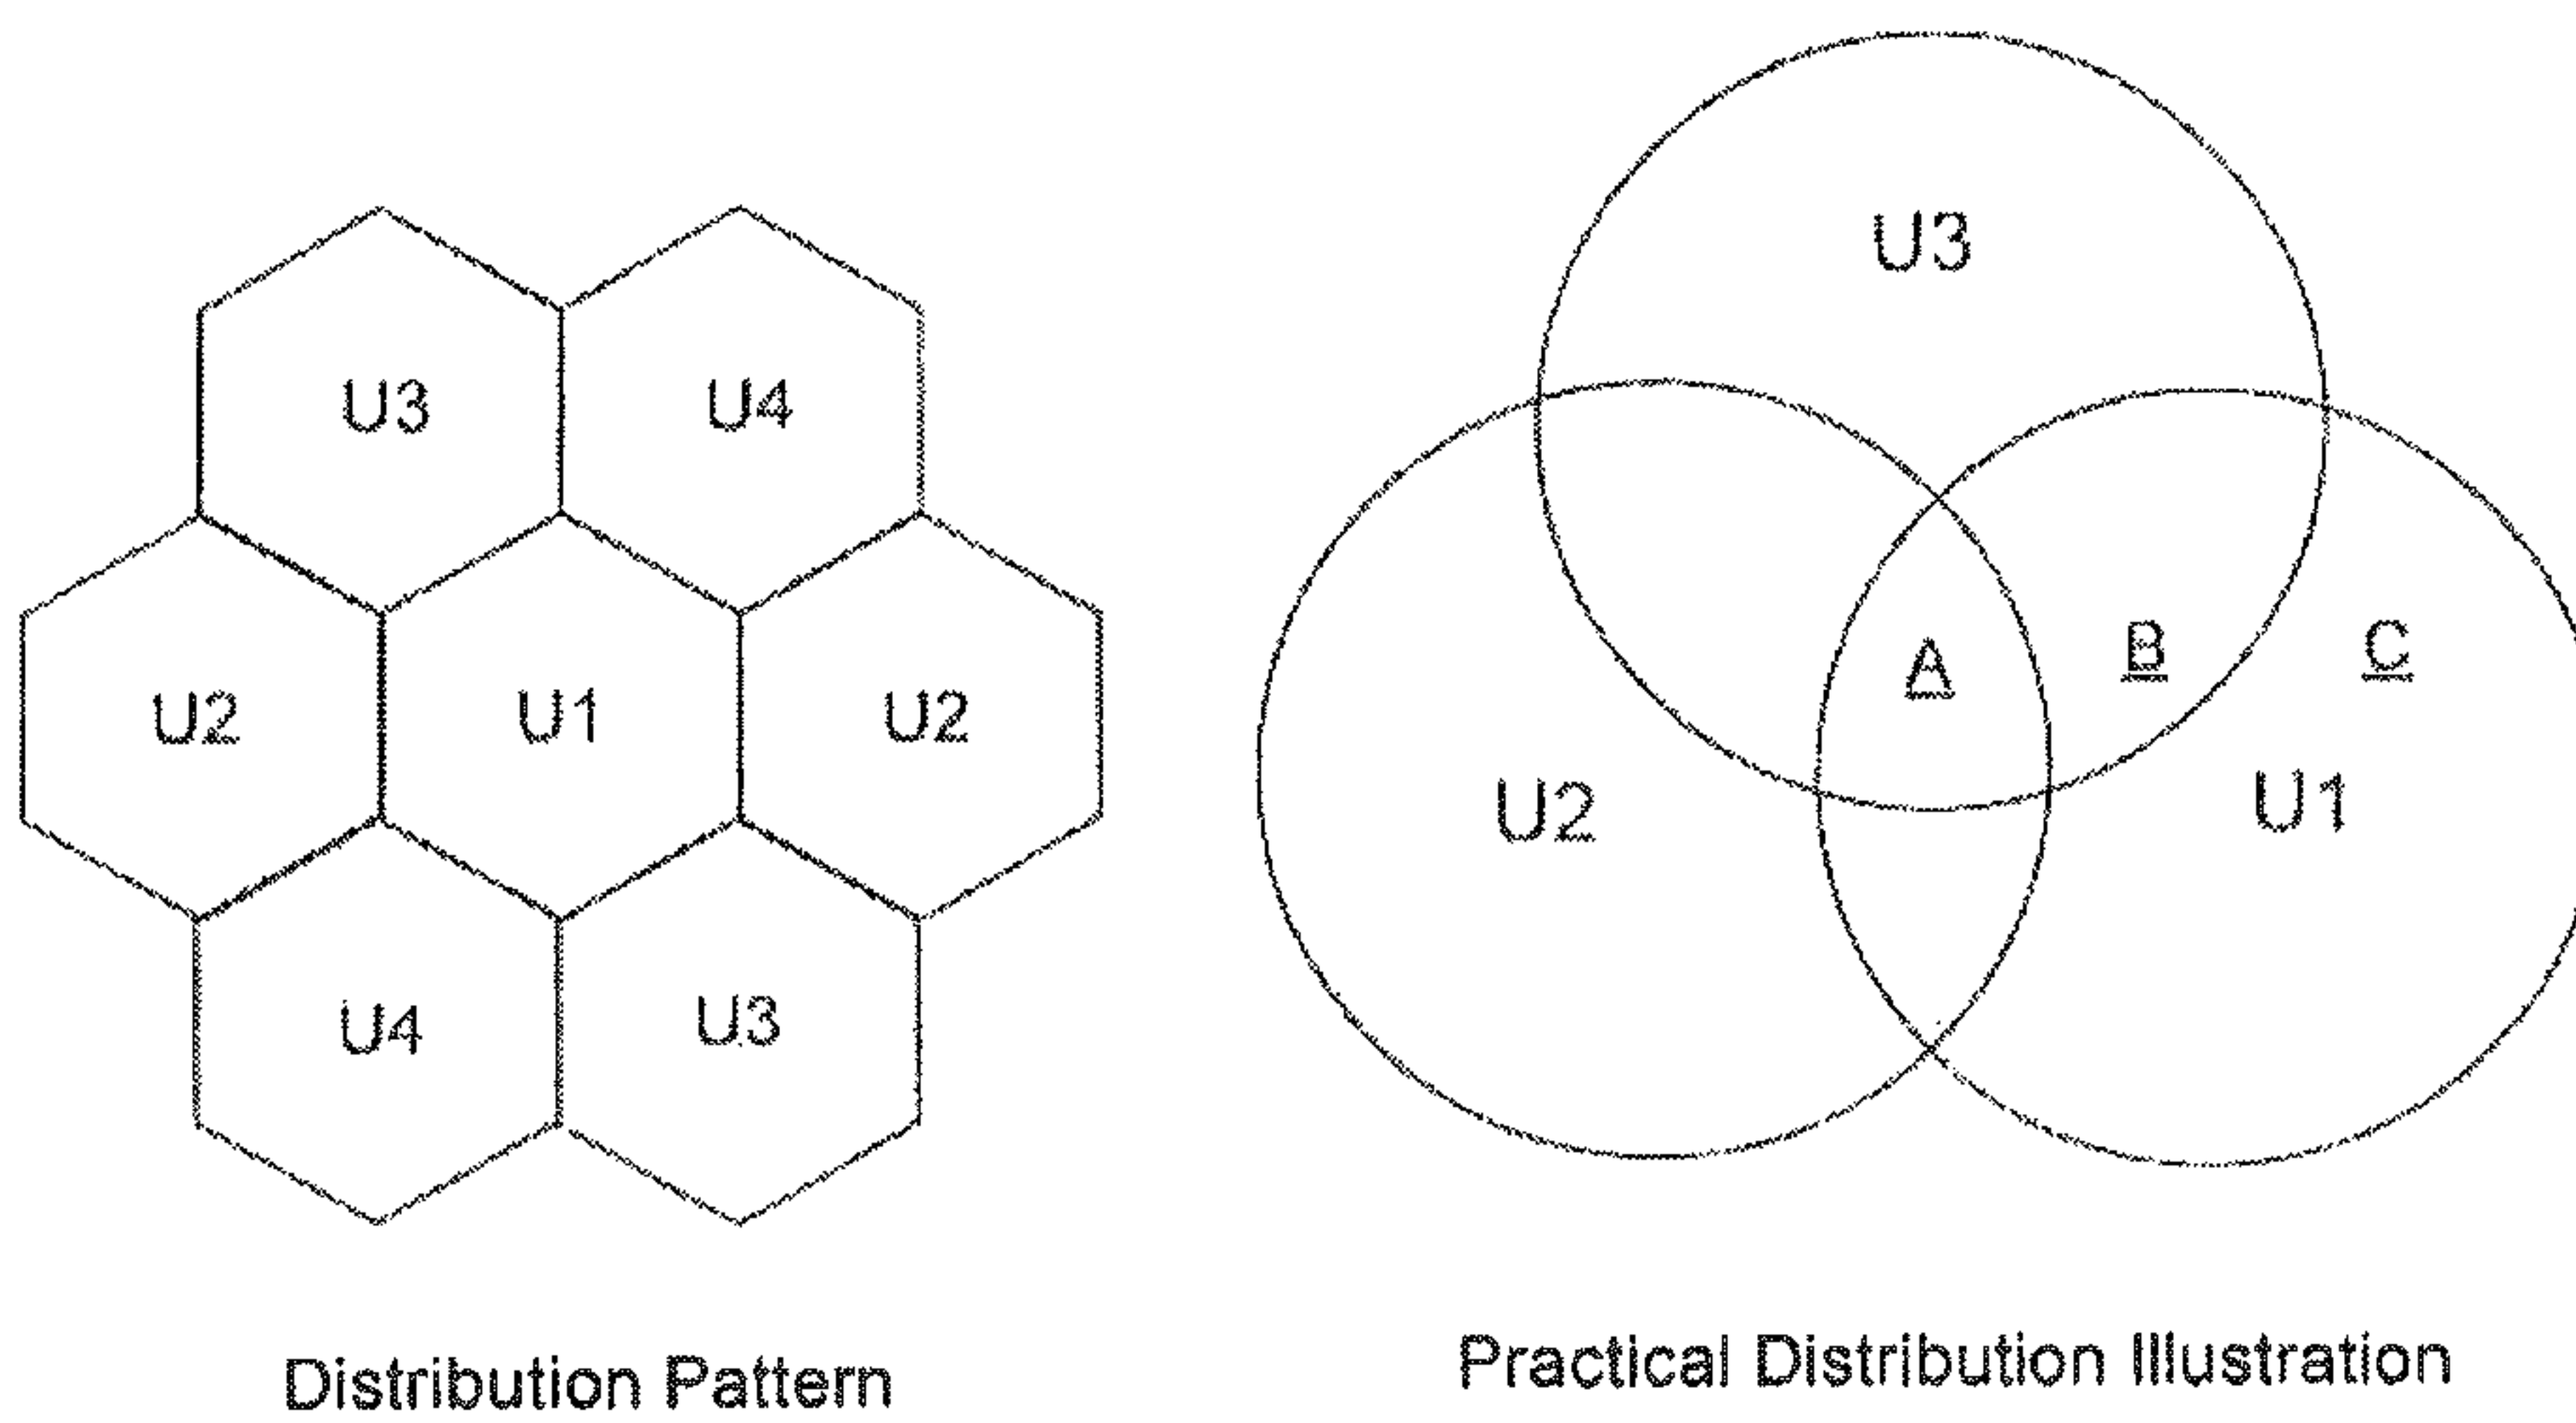 U3 U4
U2 U1 U2
U4 U3
Distribution Pattern
U3
A B C
U2 U1
Practical Distribution Illustration